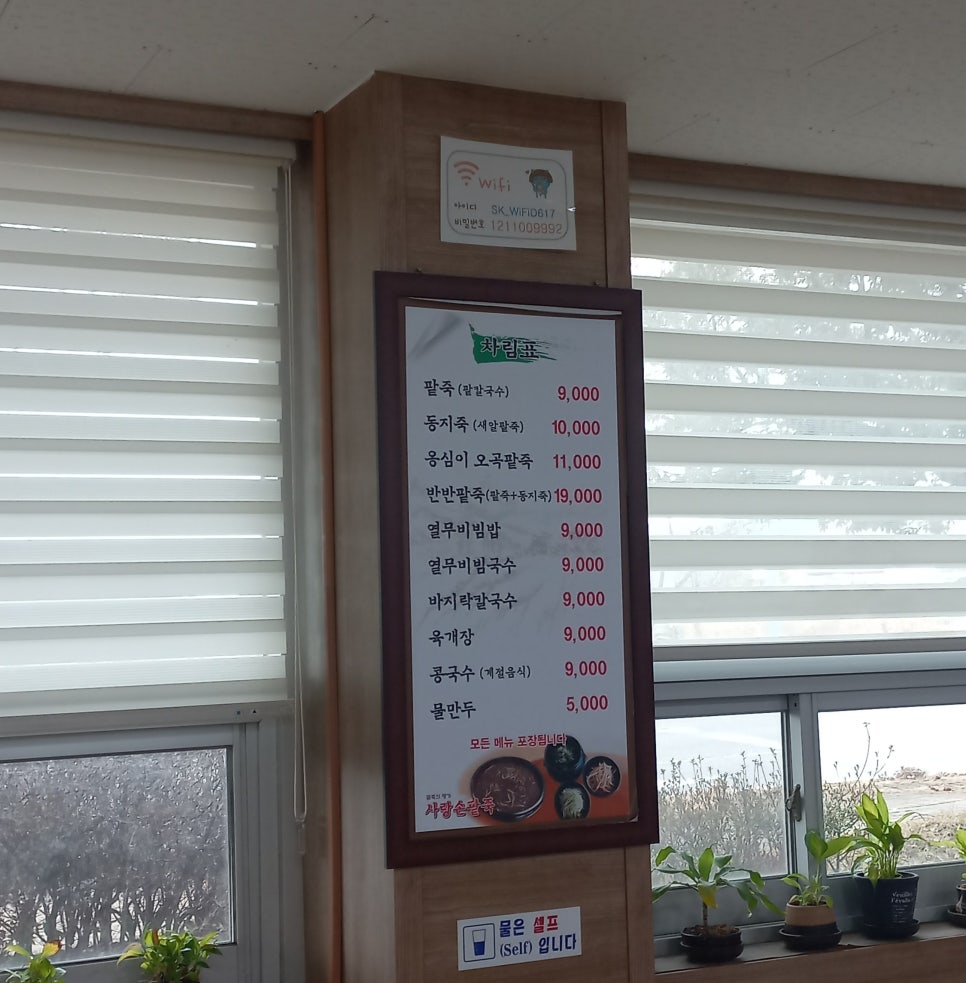 Wifi
아이디 SK_WiFiD617
비밀번호 1211009992
차림표
팥죽 (팥칼국수) 9,000
동지죽 (새알팥죽) 10,000
옹심이 오곡팥죽 11,000
반반팥죽(팥죽+동지죽) 19,000
열무비빔밥 9,000
열무비빔국수 9,000
바지락칼국수 9,000
육개장 9,000
콩국수 (계절음식) 9,000
물만두 5,000
모든 메뉴 포장됩니다
사랑손팥죽
물은 셀프
(Self) 입니다